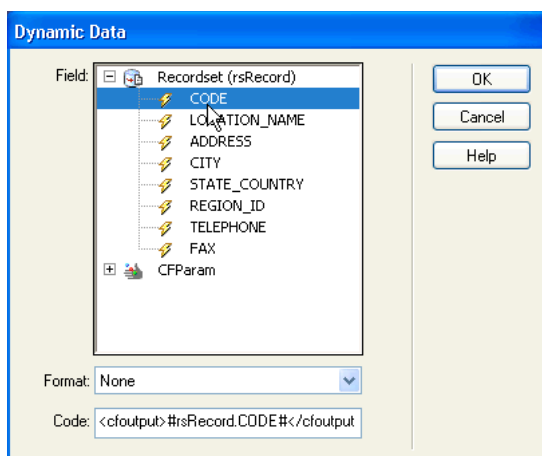 Dynamic Data
Field:
Recordset (rsRecord)
CODE
LOCATION_NAME
ADDRESS
CITY
STATE_COUNTRY
REGION_ID
TELEPHONE
FAX
CFParam
OK
Cancel
Help
Format: None
Code: <cfoutput>#rsRecord.CODE#</cfoutput